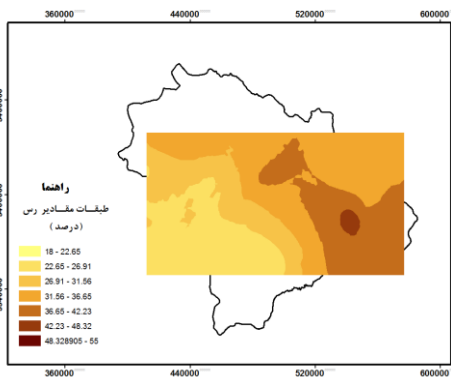 360000 440000 520000 600000
راهنما
طبقات مقادیر رس
(درصد)
18 - 22.65
22.65 - 26.91
26.91 - 31.56
31.56 - 36.65
36.65 - 42.23
42.23 - 48.32
48.328905 - 55
360000 440000 520000 600000